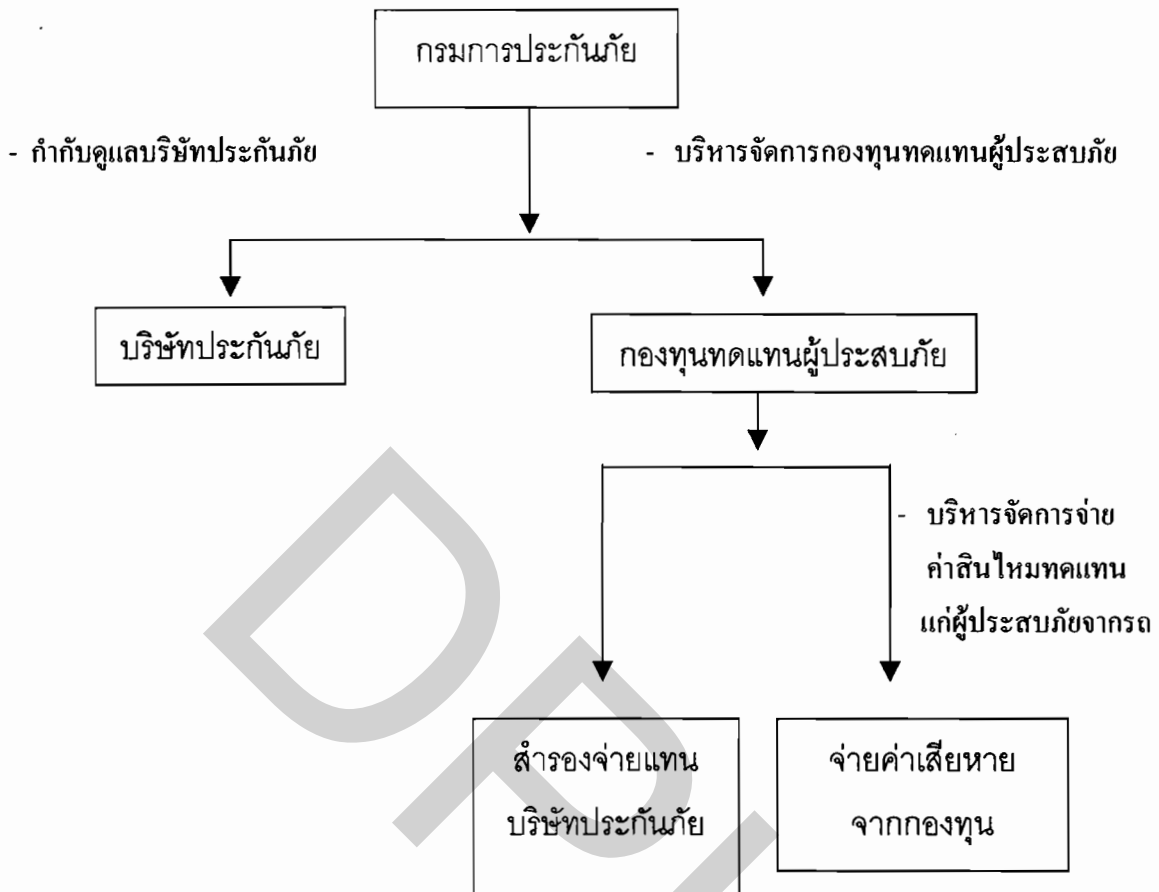 กรมการประกันภัย
- กำกับดูแลบริษัทประกันภัย
- บริหารจัดการกองทุนทดแทนผู้ประสบภัย
บริษัทประกันภัย
กองทุนทดแทนผู้ประสบภัย
- บริหารจัดการจ่าย
ค่าสินไหมทดแทน
แก่ผู้ประสบภัยจากรถ
สำรองจ่ายแทน
บริษัทประกันภัย
จ่ายค่าเสียหาย
จากกองทุน
DP